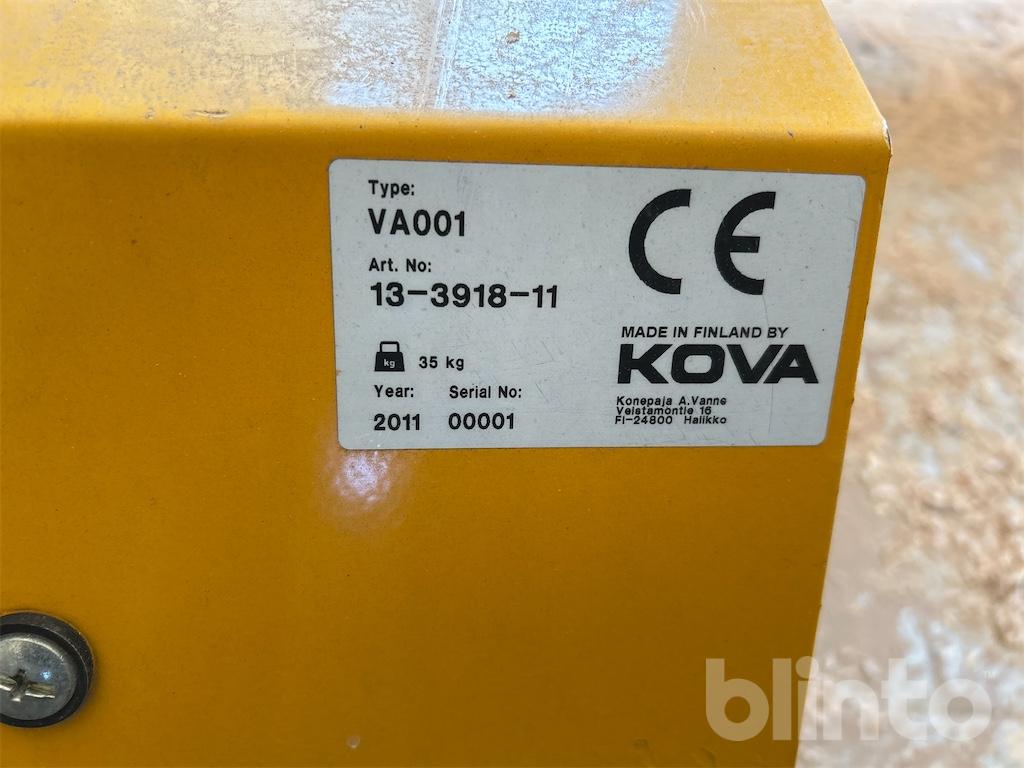 Type:
VA001
Art. No:
13-3918-11
kg 35 kg
Year: Serial No:
2011 00001
CE
MADE IN FINLAND BY
KOVA
Konepaja A.Vanne
Veistamontie 16
FI-24800 Halikko
blinto